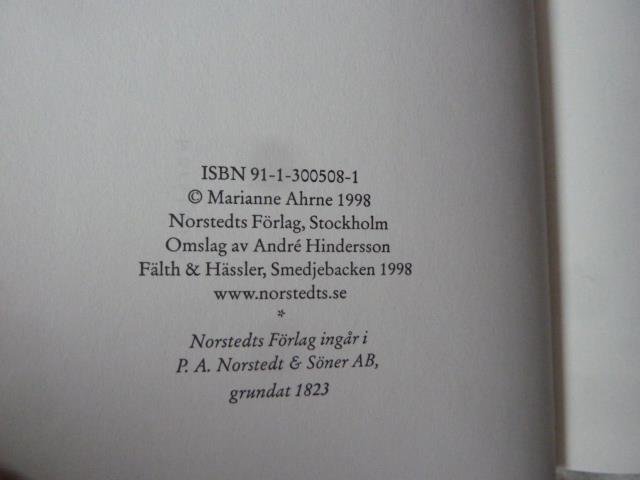 ISBN 91-1-300508-1
© Marianne Ahrne 1998
Norstedts Förlag, Stockholm
Omslag av André Hindersson
Fälth & Hässler, Smedjebacken 1998
www.norstedts.se
*
Norstedts Förlag ingår i
P. A. Norstedt & Söner AB,
grundat 1823